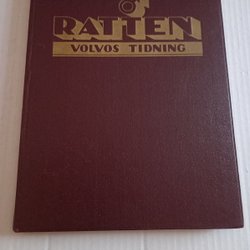 RATTEN
VOLVOS TIDNING